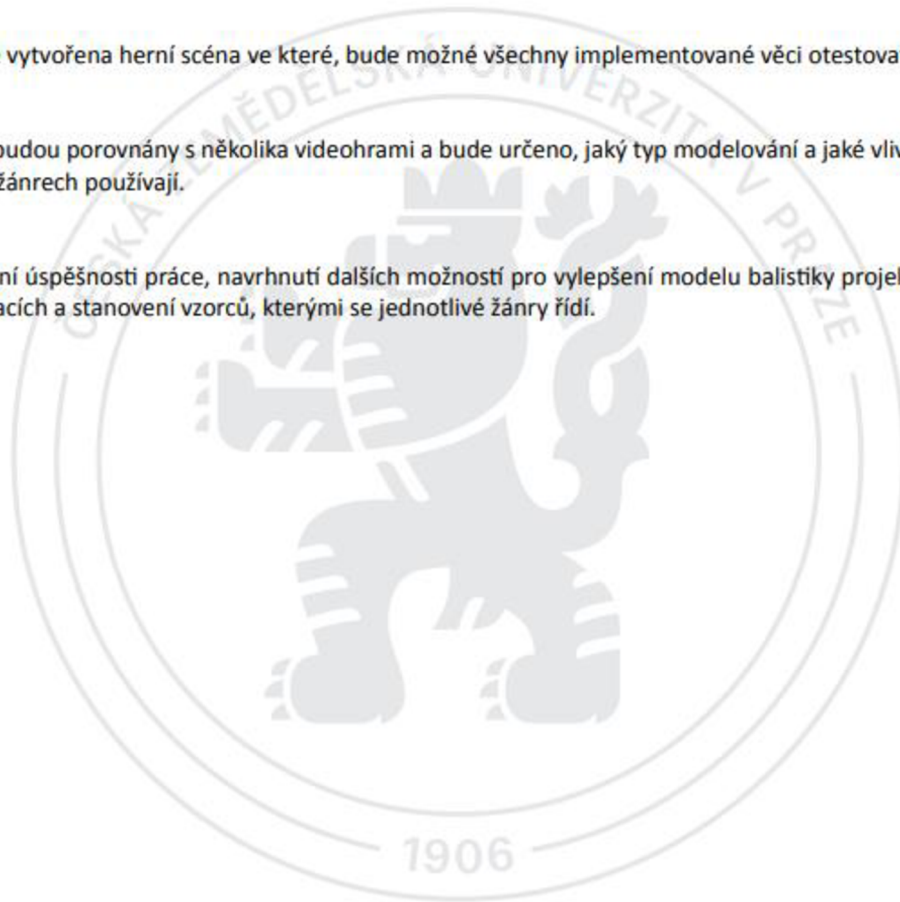 vytvořena herní scéna ve které, bude možné všechny implementované věci otestova
budou porovnány s několika videohrami a bude určeno, jaký typ modelování a jaké vliv
žánrech používají.
ní úspěšnosti práce, navrhnutí dalších možností pro vylepšení modelu balistiky projek
acích a stanovení vzorců, kterými se jednotlivé žánry řídí.
ČESKÁ ZEMĚDĚLSKÁ UNIVERZITA V PRAZE
1906